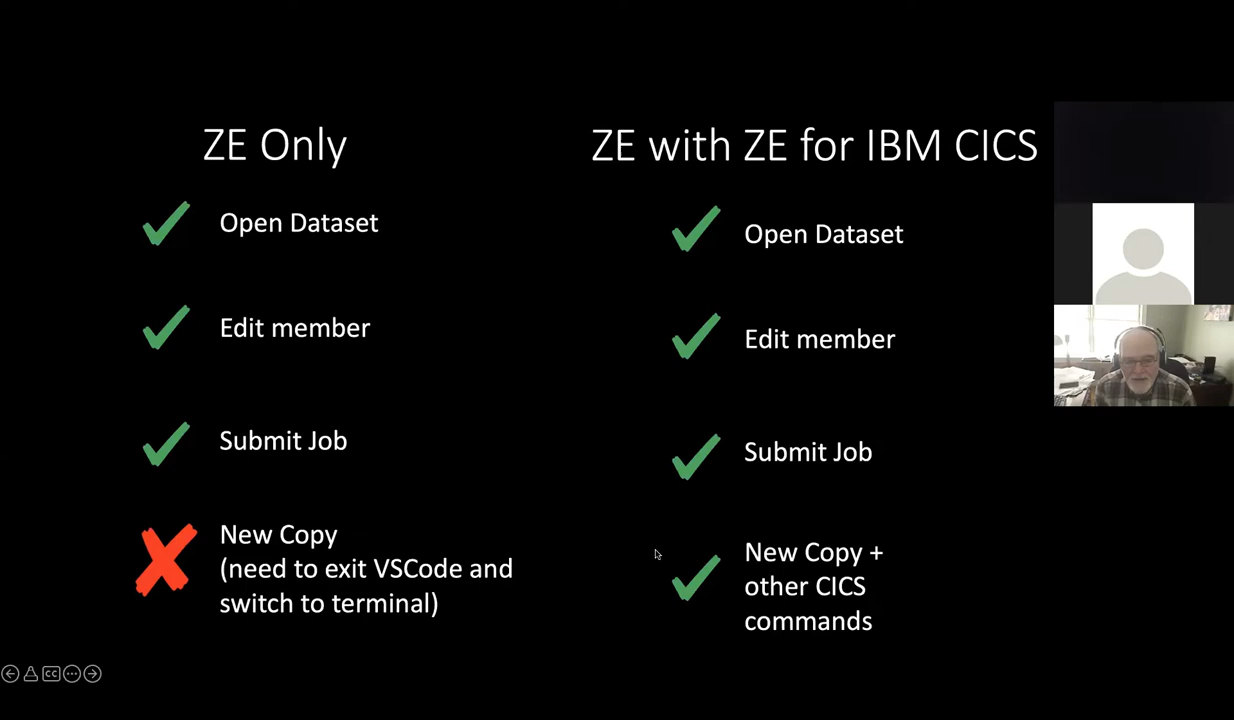 ZE Only
Open Dataset
Edit member
Submit Job
New Copy
(need to exit VSCode and
switch to terminal)
ZE with ZE for IBM CICS
Open Dataset
Edit member
Submit Job
New Copy +
other CICS
commands
CC